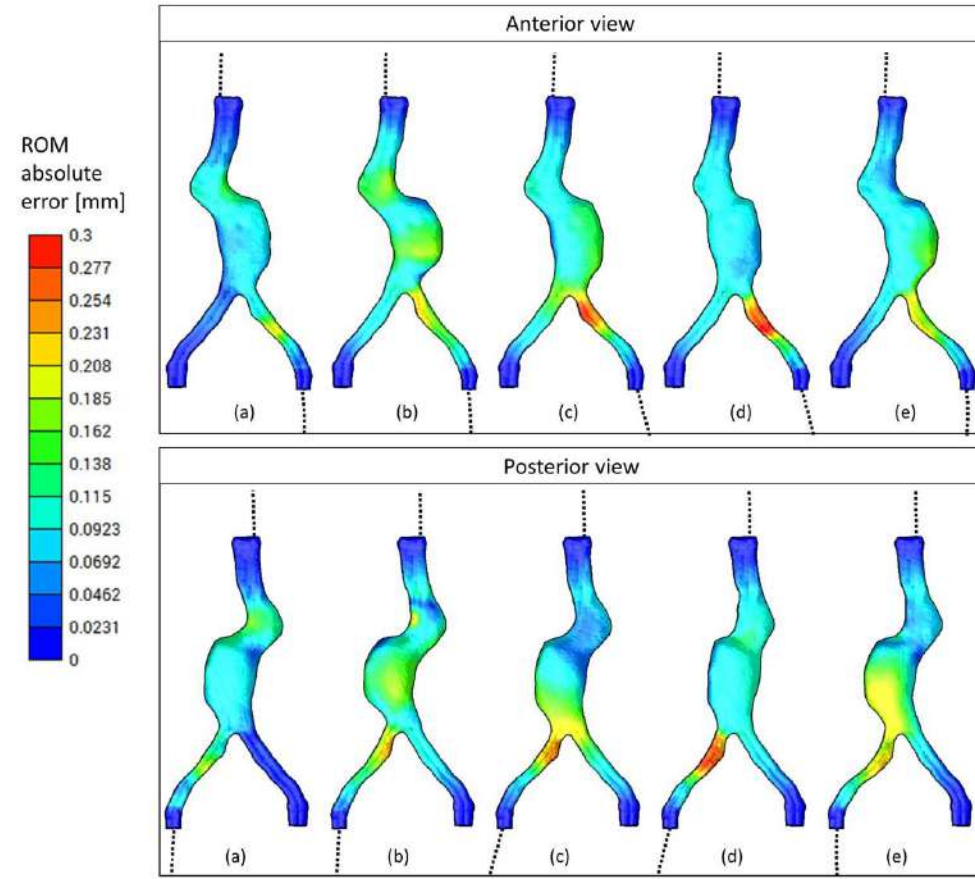 Anterior view
ROM
absolute
error [mm]
0.3
0.277
0.254
0.231
0.208
0.185
0.162
0.138
0.115
0.0923
0.0692
0.0462
0.0231
0
(a) (b) (c) (d) (e)
Posterior view
(a) (b) (c) (d) (e)